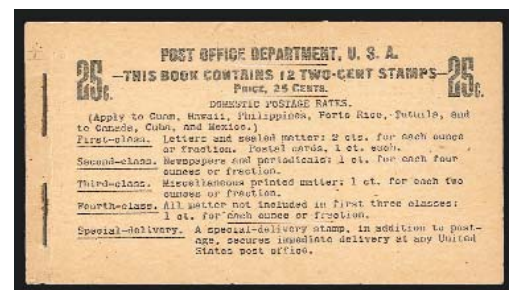 POST OFFICE DEPARTMENT, U. S. A.
25c. —THIS BOOK CONTAINS 12 TWO-CENT STAMPS— 25c.
PRICE, 25 CENTS.
DOMESTIC POSTAGE RATES.
(Apply to Guam, Hawaii, Philippines, Porto Rico, Tutuila, and
to Canada, Cuba, and Mexico.)
First-class. Letters and sealed matter: 2 cts. for each ounce
or fraction. Postal cards, 1 ct. each.
Second-class. Newspapers and periodicals: 1 ct. for each four
ounces or fraction.
Third-class. Miscellaneous printed matter: 1 ct. for each two
ounces or fraction.
Fourth-class. All matter not included in first three classes:
1 ct. for each ounce or fraction.
Special-delivery. A special-delivery stamp, in addition to post-
age, secures immediate delivery at any United
States post office.